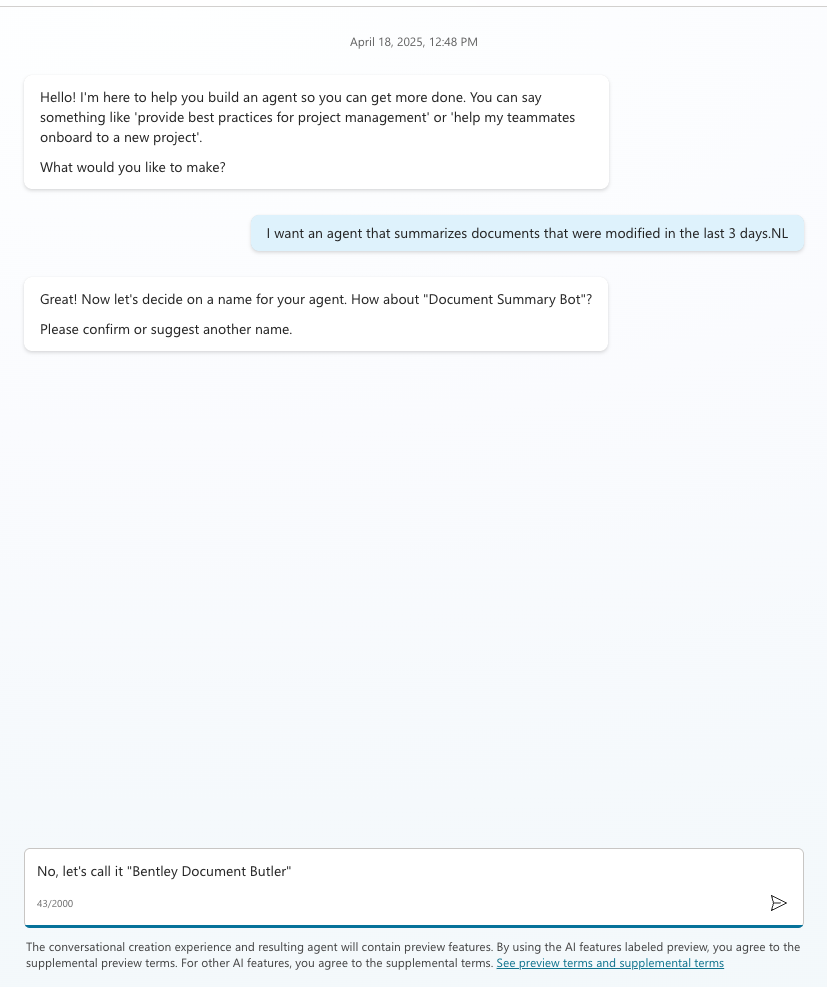 April 18, 2025, 12:48 PM
Hello! I'm here to help you build an agent so you can get more done. You can say
something like 'provide best practices for project management' or 'help my teammates
onboard to a new project'.
What would you like to make?
I want an agent that summarizes documents that were modified in the last 3 days.NL
Great! Now let's decide on a name for your agent. How about "Document Summary Bot"?
Please confirm or suggest another name.
No, let's call it "Bentley Document Butler"
43/2000
The conversational creation experience and resulting agent will contain preview features. By using the AI features labeled preview, you agree to the
supplemental preview terms. For other AI features, you agree to the supplemental terms. See preview terms and supplemental terms